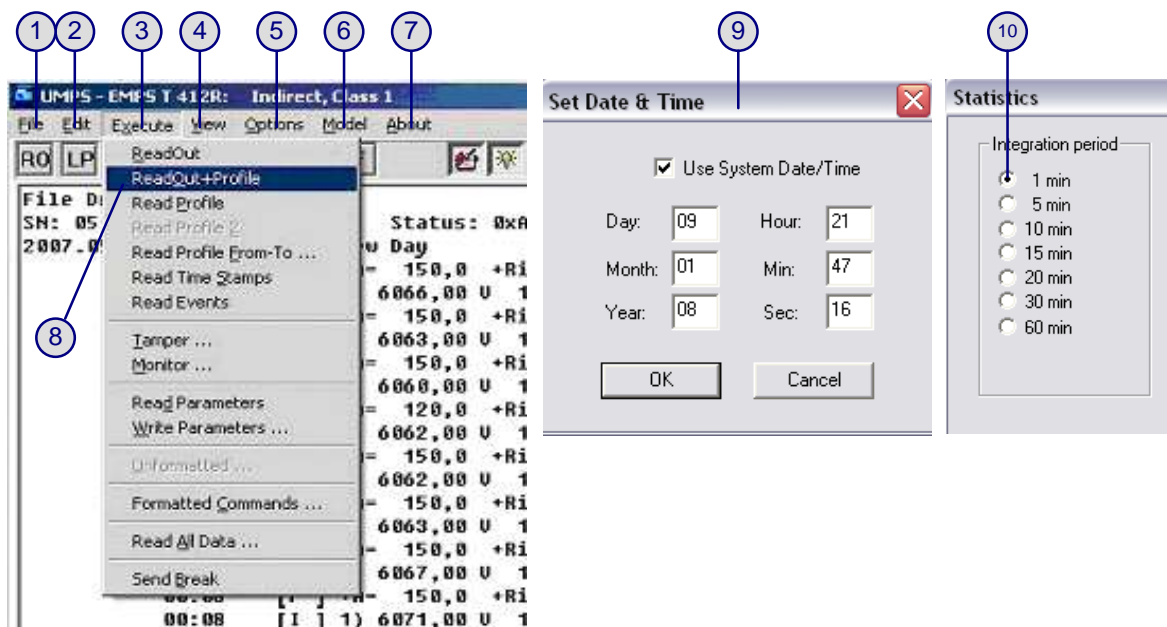 1 2 3 4 5 6 7 9 10
UMPS - EMPS T 412R: Indirect, Class 1
File Edit Execute View Options Model About
RO LP
ReadOut
ReadOut+Profile
Read Profile
Read Profile 2
Read Profile From-To ...
Read Time Stamps
Read Events
Tamper ...
Monitor ...
Read Parameters
Write Parameters ...
Unformatted ...
Formatted Commands ...
Read All Data ...
Send Break
8
File D
SN: 05 Status: 0xA
2007.0 w Day
= 150,0 +Ri
6066,00 V 1
= 150,0 +Ri
6063,00 V 1
= 150,0 +Ri
6060,00 V 1
= 120,0 +Ri
6062,00 V 1
= 150,0 +Ri
6062,00 V 1
= 150,0 +Ri
6063,00 V 1
= 150,0 +Ri
6067,00 V 1
150,0 +Ri
00:08 [I ] 1) 6071,00 V 1
Set Date & Time
Use System Date/Time
Day: 09 Hour: 21
Month: 01 Min: 47
Year: 08 Sec: 16
OK Cancel
Statistics
Integration period
1 min
5 min
10 min
15 min
20 min
30 min
60 min